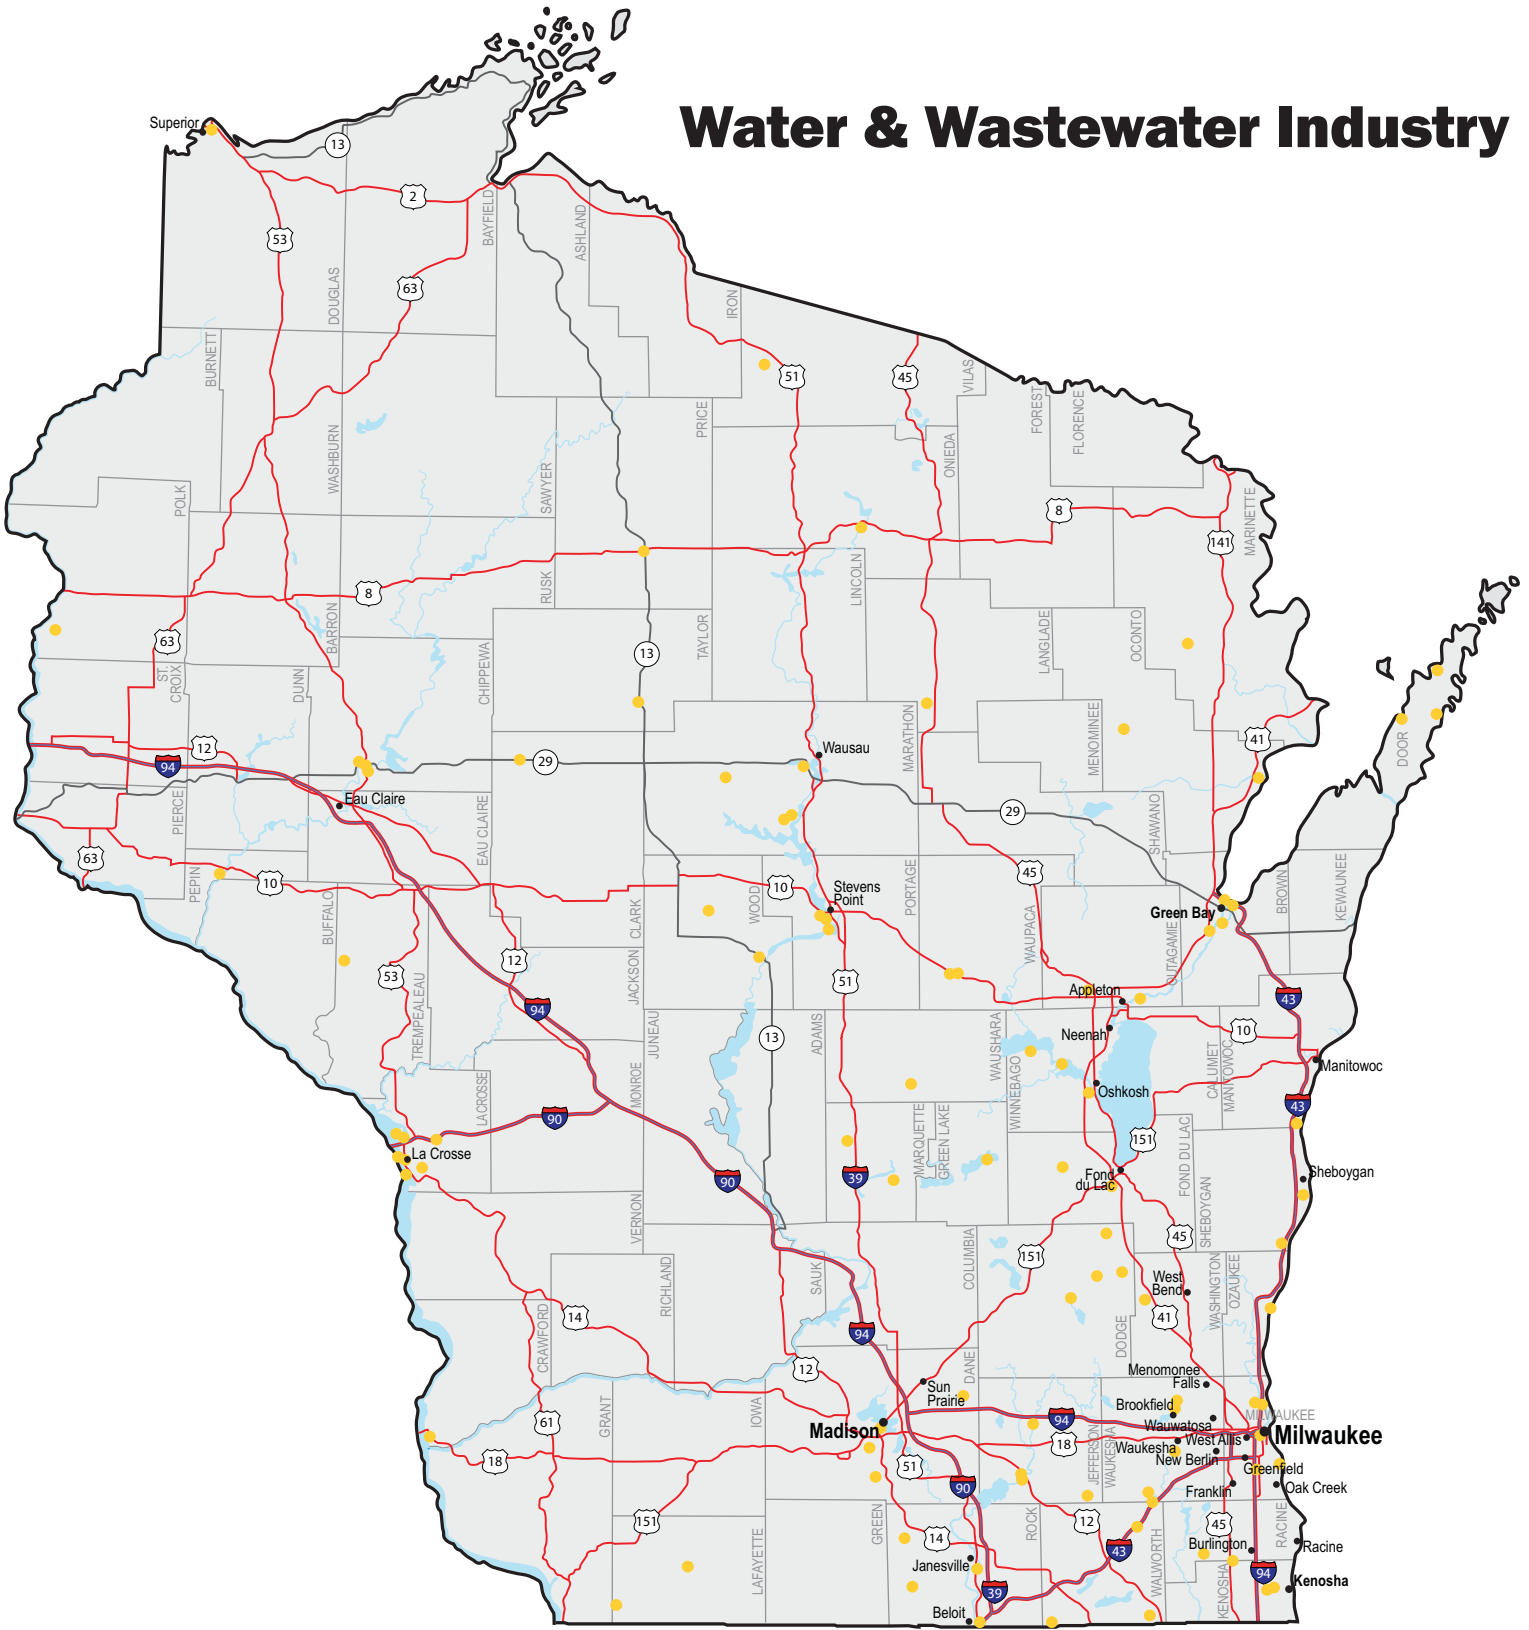 Water & Wastewater Industry
Superior
13
2
53
BAYFIELD
ASHLAND
DOUGLAS
63
IRON
BURNETT
51
45
VILAS
FOREST
FLORENCE
PRICE
WASHBURN
ONIEDA
SAWYER
POLK
8
MARINETTE
141
LINCOLN
RUSK
8
BARRON
TAYLOR
LANGLADE
OCONTO
63
13
CHIPPEWA
ST.
CROIX
DUNN
MARATHON
MENOMINEE
41
DOOR
12
Wausau
94
29
Eau Claire
PIERCE
EAU CLAIRE
29
SHAWANO
63
10
PEPIN
10
Stevens
Point
WOOD
PORTAGE
45
BROWN
KEWAUNEE
Green Bay
BUFFALO
CLARK
WAUPACA
OUTAGAMIE
53
12
JACKSON
51
TREMPEALEAU
94
Appleton
43
JUNEAU
13
ADAMS
WAUSHARA
Neenah
10
CALUMET
MANITOWOC
Manitowoc
WINNEBAGO
Oshkosh
LA CROSSE
MONROE
90
43
MARQUETTE
GREEN LAKE
151
FOND DU LAC
La Crosse
90
39
Fond
du Lac
Sheboygan
SHEBOYGAN
VERNON
45
151
COLUMBIA
RICHLAND
SAUK
West
Bend
WASHINGTON
OZAUKEE
14
CRAWFORD
94
41
DODGE
12
DANE
Menomonee
Falls
Sun
Prairie
GRANT
IOWA
Brookfield
MILWAUKEE
61
94
Wauwatosa
Madison
Milwaukee
18
West Allis
Waukesha
18
51
JEFFERSON
WAUKESHA
New Berlin
Greenfield
90
Franklin
Oak Creek
151
GREEN
ROCK
12
45
RACINE
14
LAFAYETTE
43
WALWORTH
Burlington
Racine
Janesville
94
KENOSHA
Kenosha
39
Beloit